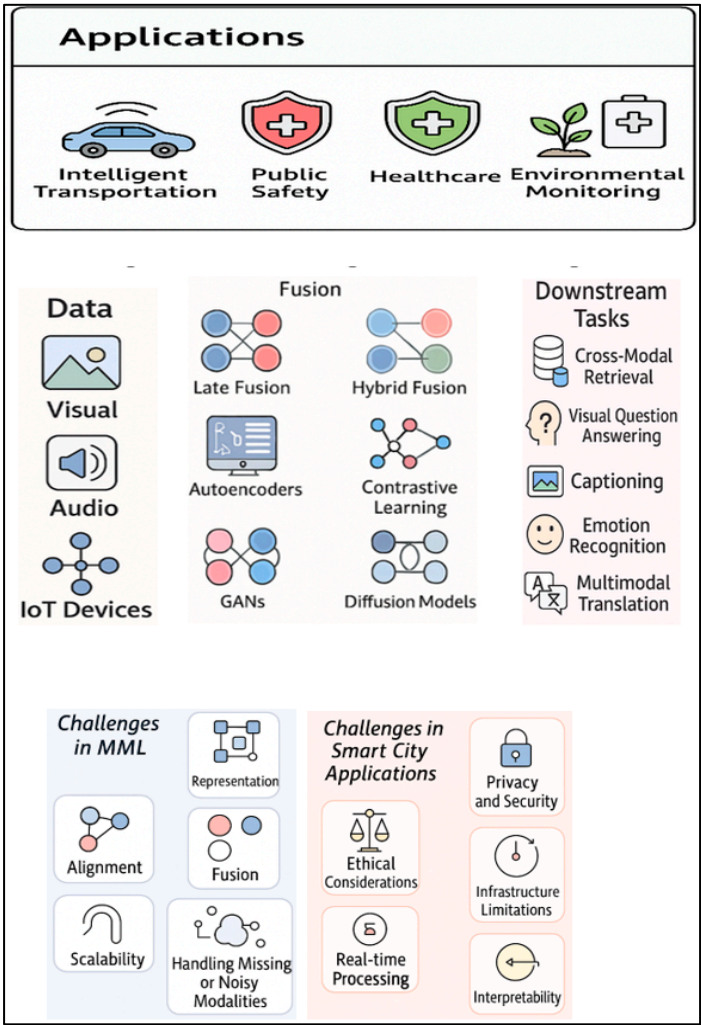 Applications
Intelligent
Transportation
Public
Safety
Healthcare
Environmental
Monitoring
Data
Visual
Audio
IoT Devices
Fusion
Late Fusion
Hybrid Fusion
Autoencoders
Contrastive
Learning
GANs
Diffusion Models
Downstream
Tasks
Cross-Modal
Retrieval
Visual Question
Answering
Captioning
Emotion
Recognition
A
Multimodal
Translation
Challenges
in MML
Representation
Alignment
Fusion
Scalability
Handling Missing
or Noisy
Modalities
Challenges in
Smart City
Applications
Privacy
and Security
Ethical
Considerations
Infrastructure
Limitations
Real-time
Processing
Interpretability